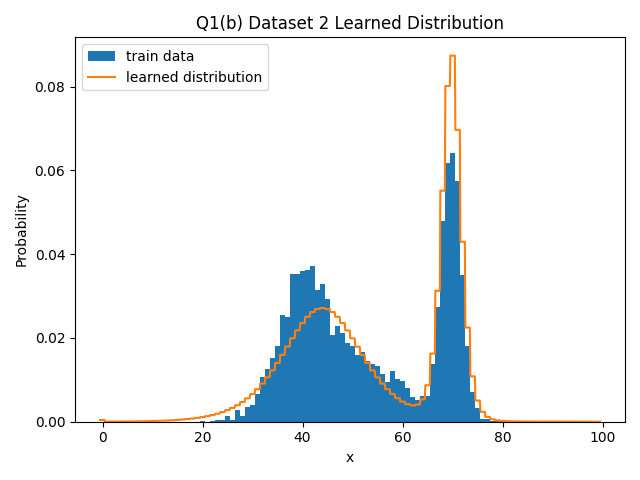 Q1(b) Dataset 2 Learned Distribution
train data
learned distribution
Probability
0.08
0.06
0.04
0.02
0.00
0 20 40 60 80 100
x